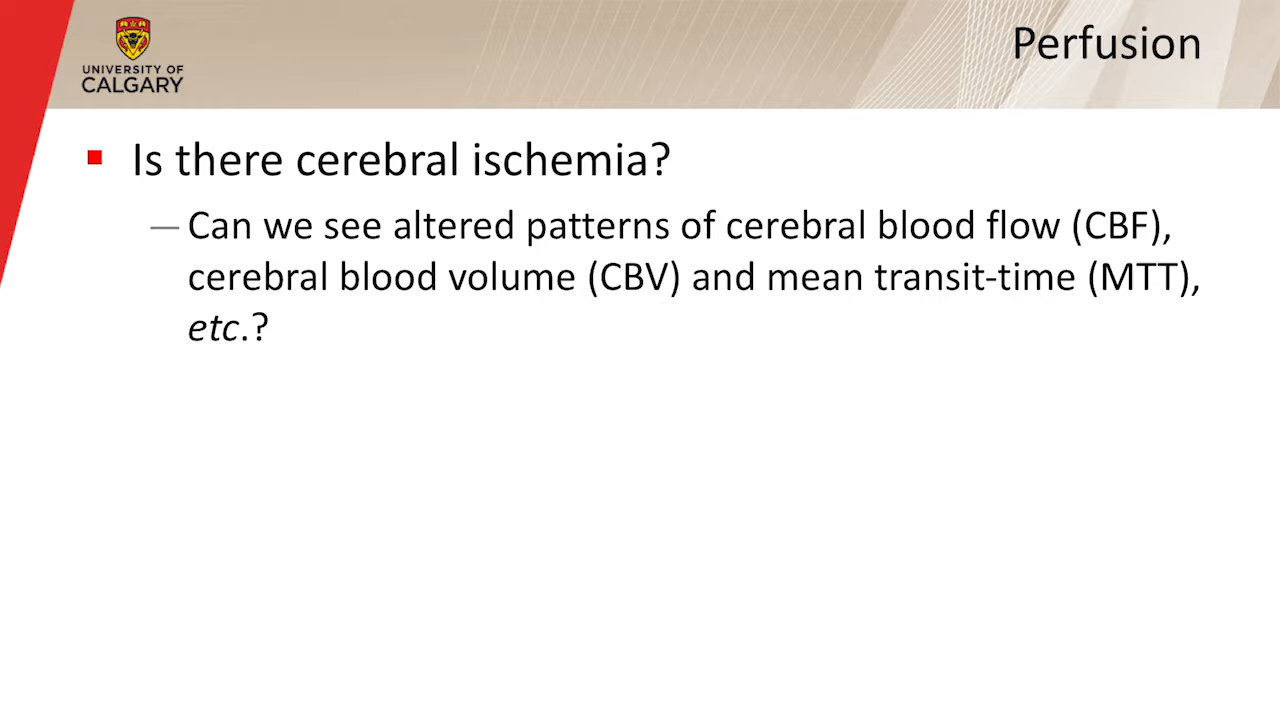 UNIVERSITY OF
CALGARY
Perfusion
Is there cerebral ischemia?
— Can we see altered patterns of cerebral blood flow (CBF),
cerebral blood volume (CBV) and mean transit-time (MTT),
etc.?